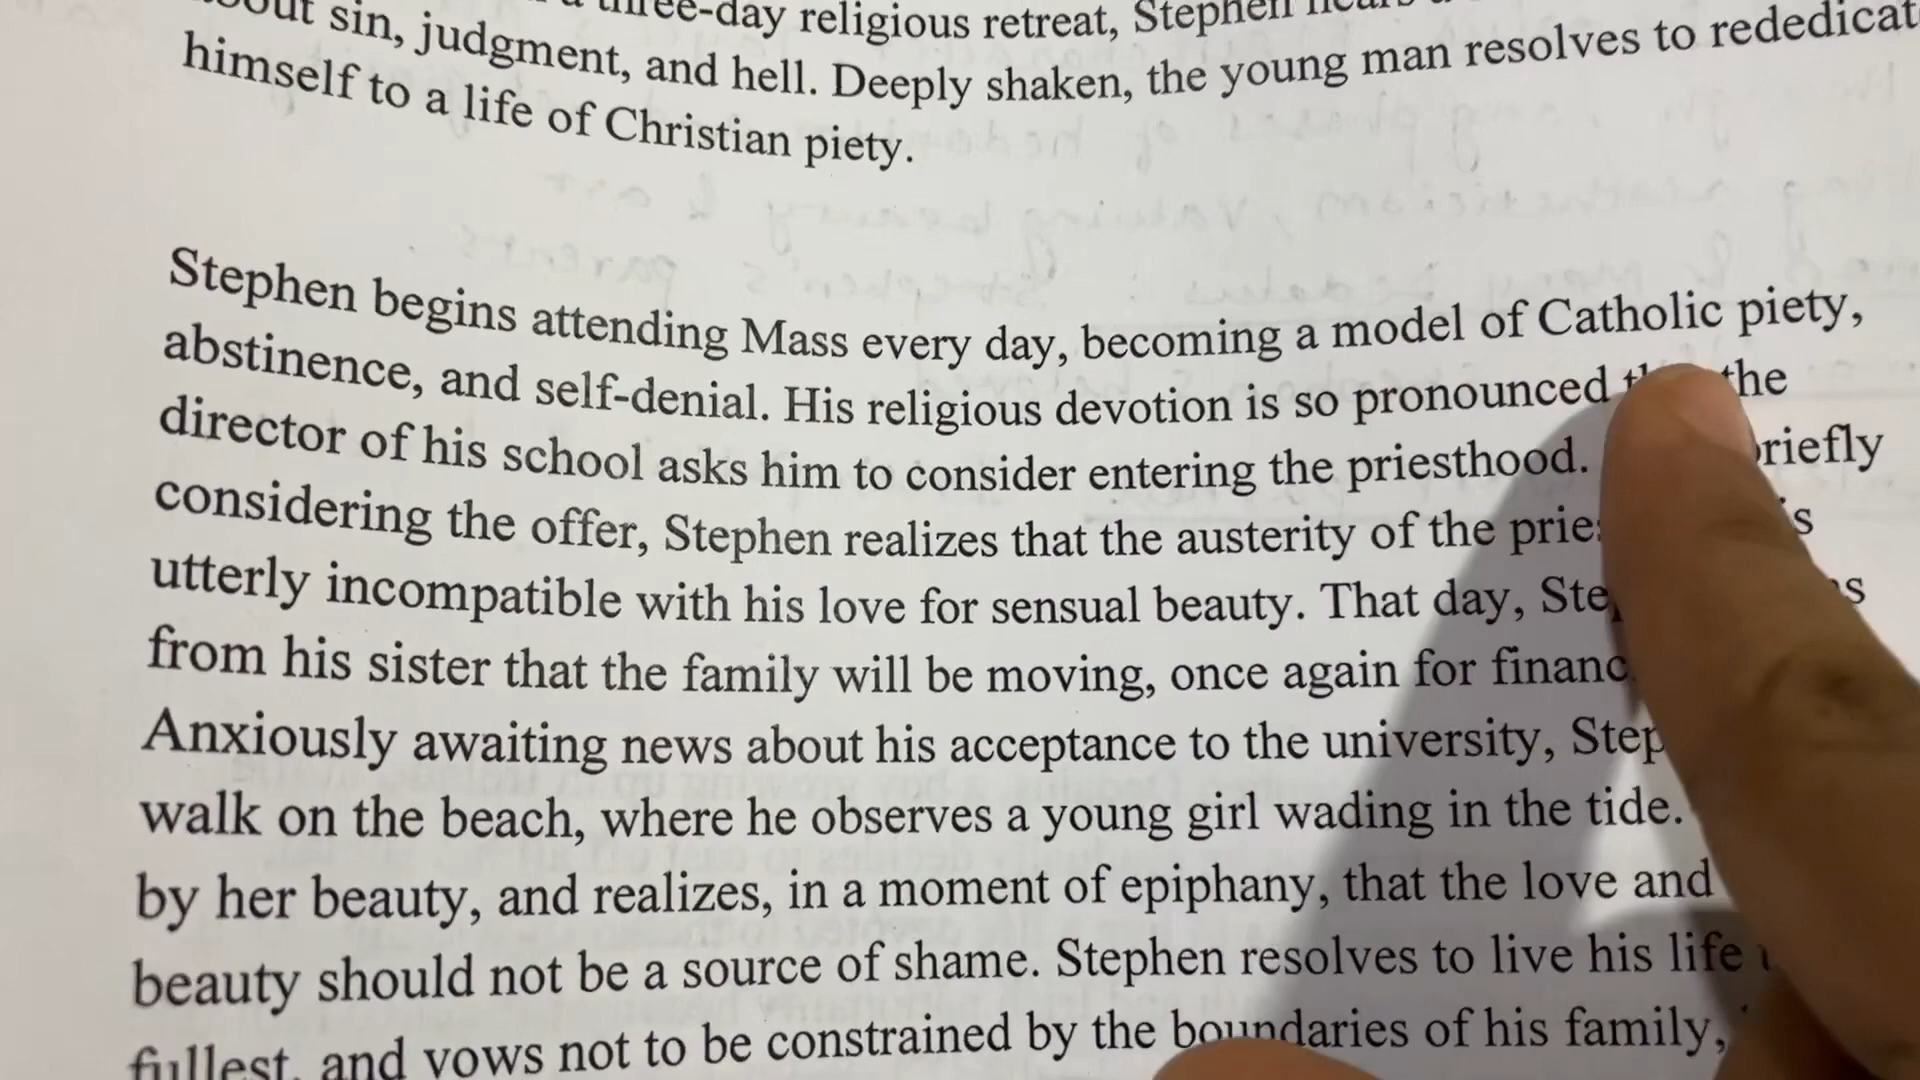 three-day religious retreat, Stephen
sin, judgment, and hell. Deeply shaken, the young man resolves to rededicat
himself to a life of Christian piety.
Stephen begins attending Mass every day, becoming a model of Catholic piety,
abstinence, and self-denial. His religious devotion is so pronounced the
director of his school asks him to consider entering the priesthood. riefly
considering the offer, Stephen realizes that the austerity of the prie s
utterly incompatible with his love for sensual beauty. That day, Step s
from his sister that the family will be moving, once again for financ
Anxiously awaiting news about his acceptance to the university, Step
walk on the beach, where he observes a young girl wading in the tide.
by her beauty, and realizes, in a moment of epiphany, that the love and
beauty should not be a source of shame. Stephen resolves to live his life
fullest, and vows not to be constrained by the boundaries of his family,